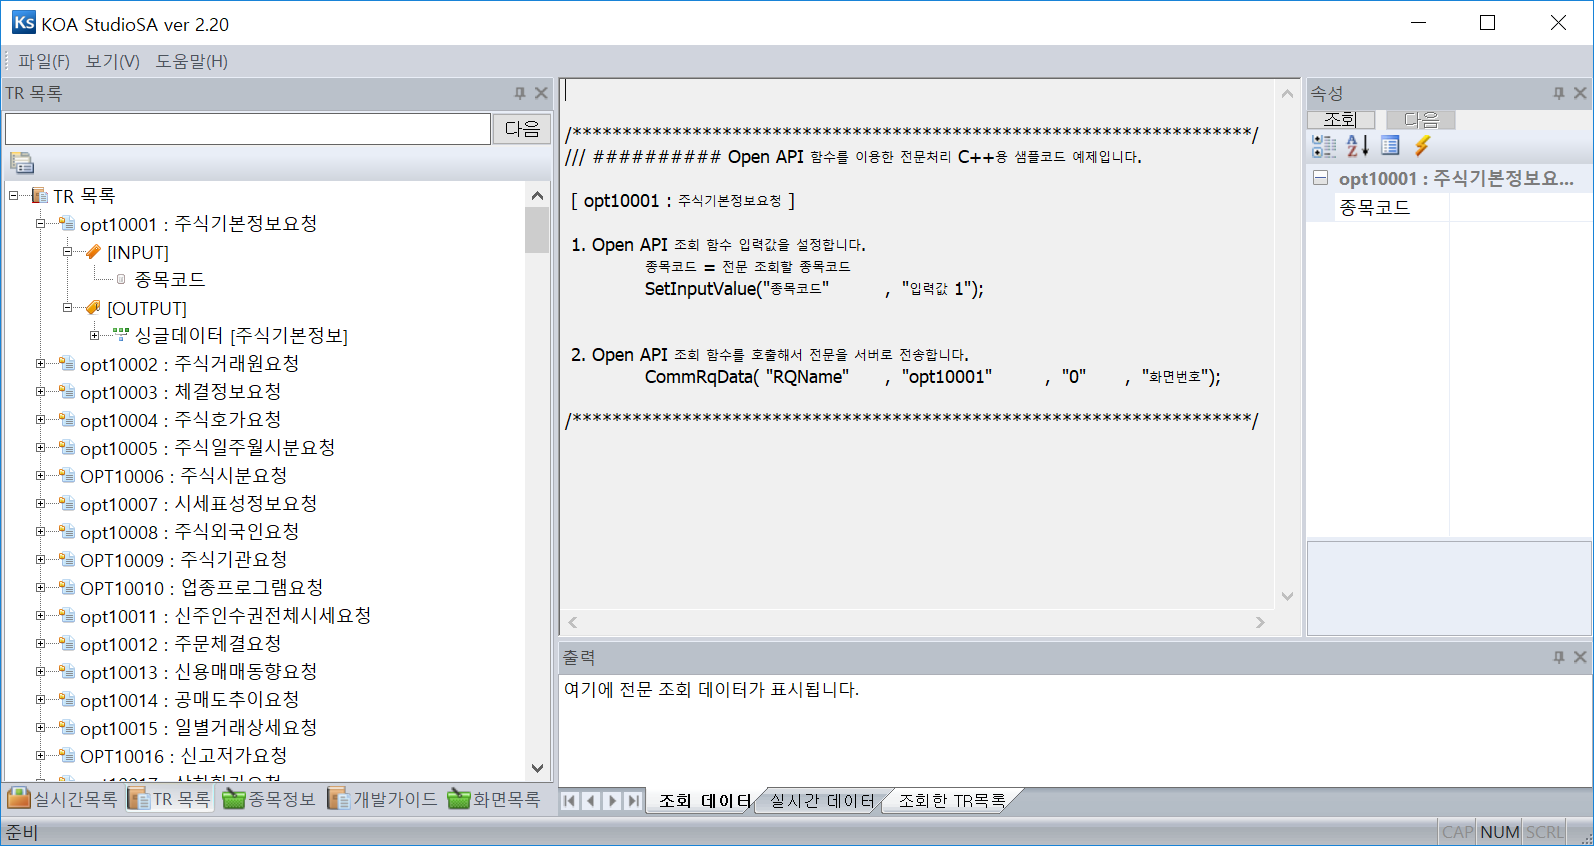 KOA StudioSA ver 2.20
파일(F) 보기(V) 도움말(H)
TR 목록
다음
TR 목록
opt10001 : 주식기본정보요청
[INPUT]
종목코드
[OUTPUT]
싱글데이터 [주식기본정보]
opt10002 : 주식거래원요청
opt10003 : 체결정보요청
opt10004 : 주식호가요청
opt10005 : 주식일주월시분요청
OPT10006 : 주식시분요청
opt10007 : 시세표성정보요청
opt10008 : 주식외국인요청
OPT10009 : 주식기관요청
OPT10010 : 업종프로그램요청
opt10011 : 신주인수권전체시세요청
opt10012 : 주문체결요청
opt10013 : 신용매매동향요청
opt10014 : 공매도추이요청
opt10015 : 일별거래상세요청
OPT10016 : 신고저가요청
실시간목록 TR 목록 종목정보 개발가이드 화면목록
/********************************************************************/
/// ########## Open API 함수를 이용한 전문처리 C++용 샘플코드 예제입니다.
[ opt10001 : 주식기본정보요청 ]
1. Open API 조회 함수 입력값을 설정합니다.
종목코드 = 전문 조회할 종목코드
SetInputValue("종목코드" , "입력값 1");
2. Open API 조회 함수를 호출해서 전문을 서버로 전송합니다.
CommRqData( "RQName" , "opt10001" , "0" , "화면번호");
/********************************************************************/
속성
조회 다음
opt10001 : 주식기본정보요...
종목코드
출력
여기에 전문 조회 데이터가 표시됩니다.
조회 데이터 실시간 데이터 조회한 TR목록
준비
CAP NUM SCRL